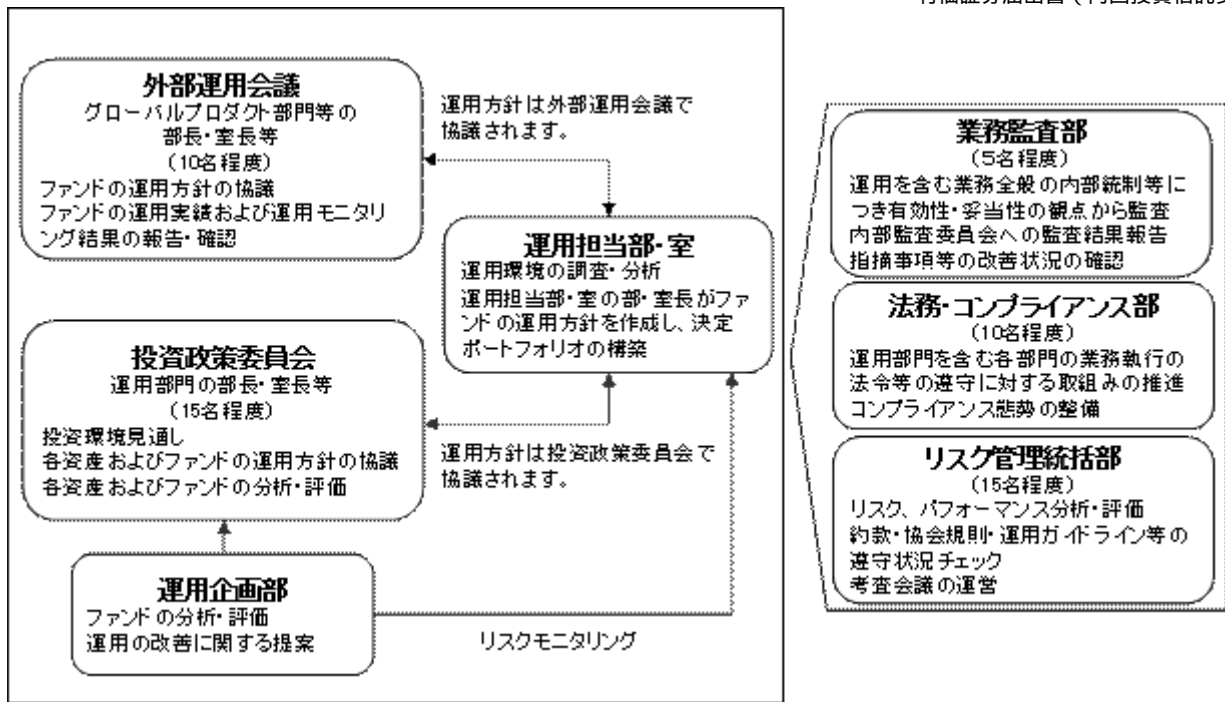 外部運用会議
グローバルプロダクト部門等の
部長・室長等
(10名程度)
ファンドの運用方針の協議
ファンドの運用実績および運用モニタリ
ング結果の報告・確認
運用方針は外部運用会議で
協議されます。
運用担当部・室
運用環境の調査・分析
運用担当部・室の部・室長がファ
ンドの運用方針を作成し、決定
ポートフォリオの構築
投資政策委員会
運用部門の部長・室長等
(15名程度)
投資環境見通し
各資産およびファンドの運用方針の協議
各資産およびファンドの分析・評価
運用方針は投資政策委員会で
協議されます。
運用企画部
ファンドの分析・評価
運用の改善に関する提案
リスクモニタリング
業務監査部
(5名程度)
運用を含む業務全般の内部統制等に
つき有効性・妥当性の観点から監査
内部監査委員会への監査結果報告
指摘事項等の改善状況の確認
法務・コンプライアンス部
(10名程度)
運用部門を含む各部門の業務執行の
法令等の遵守に対する取組みの推進
コンプライアンス態勢の整備
リスク管理統括部
(15名程度)
リスク、パフォーマンス分析・評価
約款・協会規則・運用ガイドライン等の
遵守状況チェック
考査会議の運営